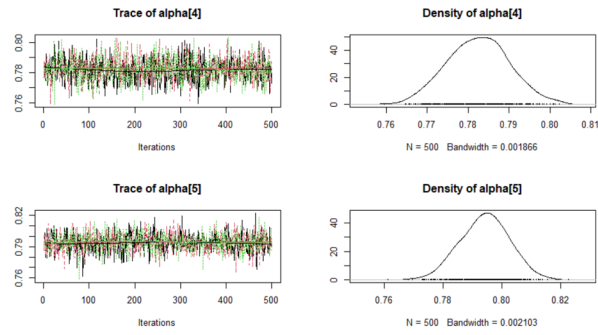 Trace of alpha[4]
0.80
0.78
0.76
0 100 200 300 400 500
Iterations
Density of alpha[4]
40
20
0
0.76 0.77 0.78 0.79 0.80 0.81
N = 500 Bandwidth = 0.001866
Trace of alpha[5]
0.82
0.79
0.76
0 100 200 300 400 500
Iterations
Density of alpha[5]
40
20
0
0.76 0.78 0.80 0.82
N = 500 Bandwidth = 0.002103